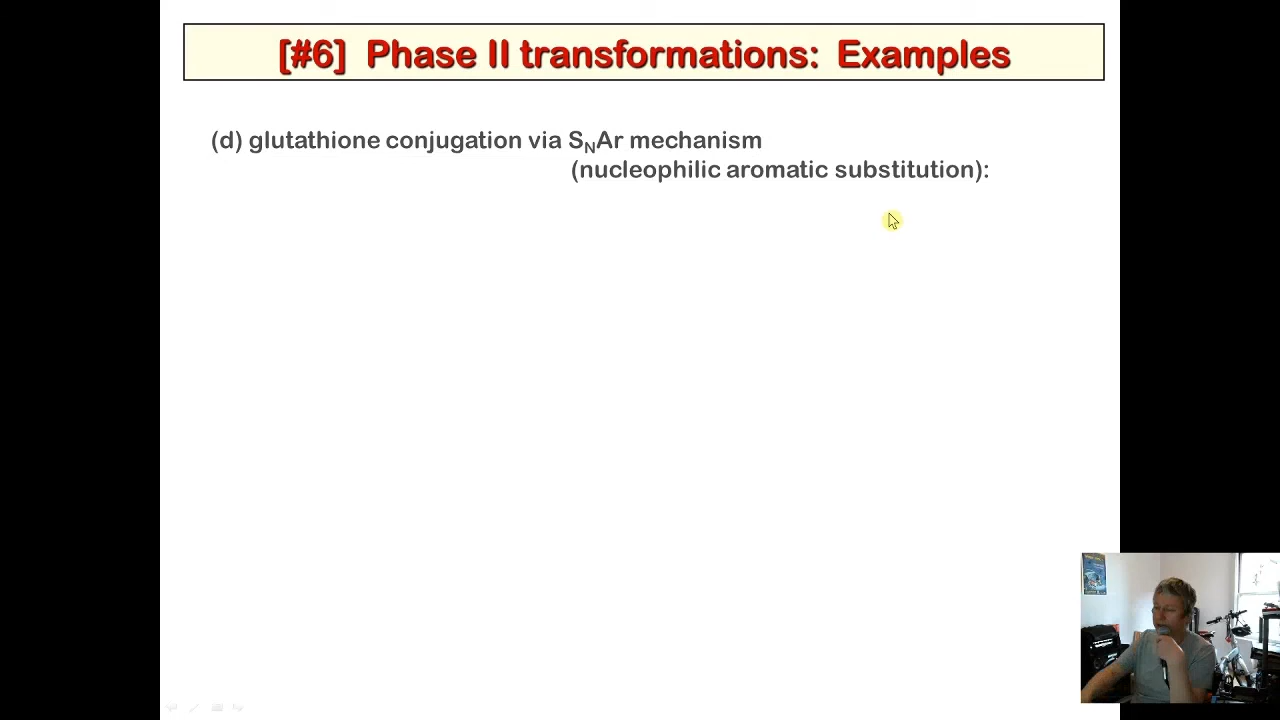 [#6] Phase II transformations: Examples
(d) glutathione conjugation via SNAr mechanism
(nucleophilic aromatic substitution):